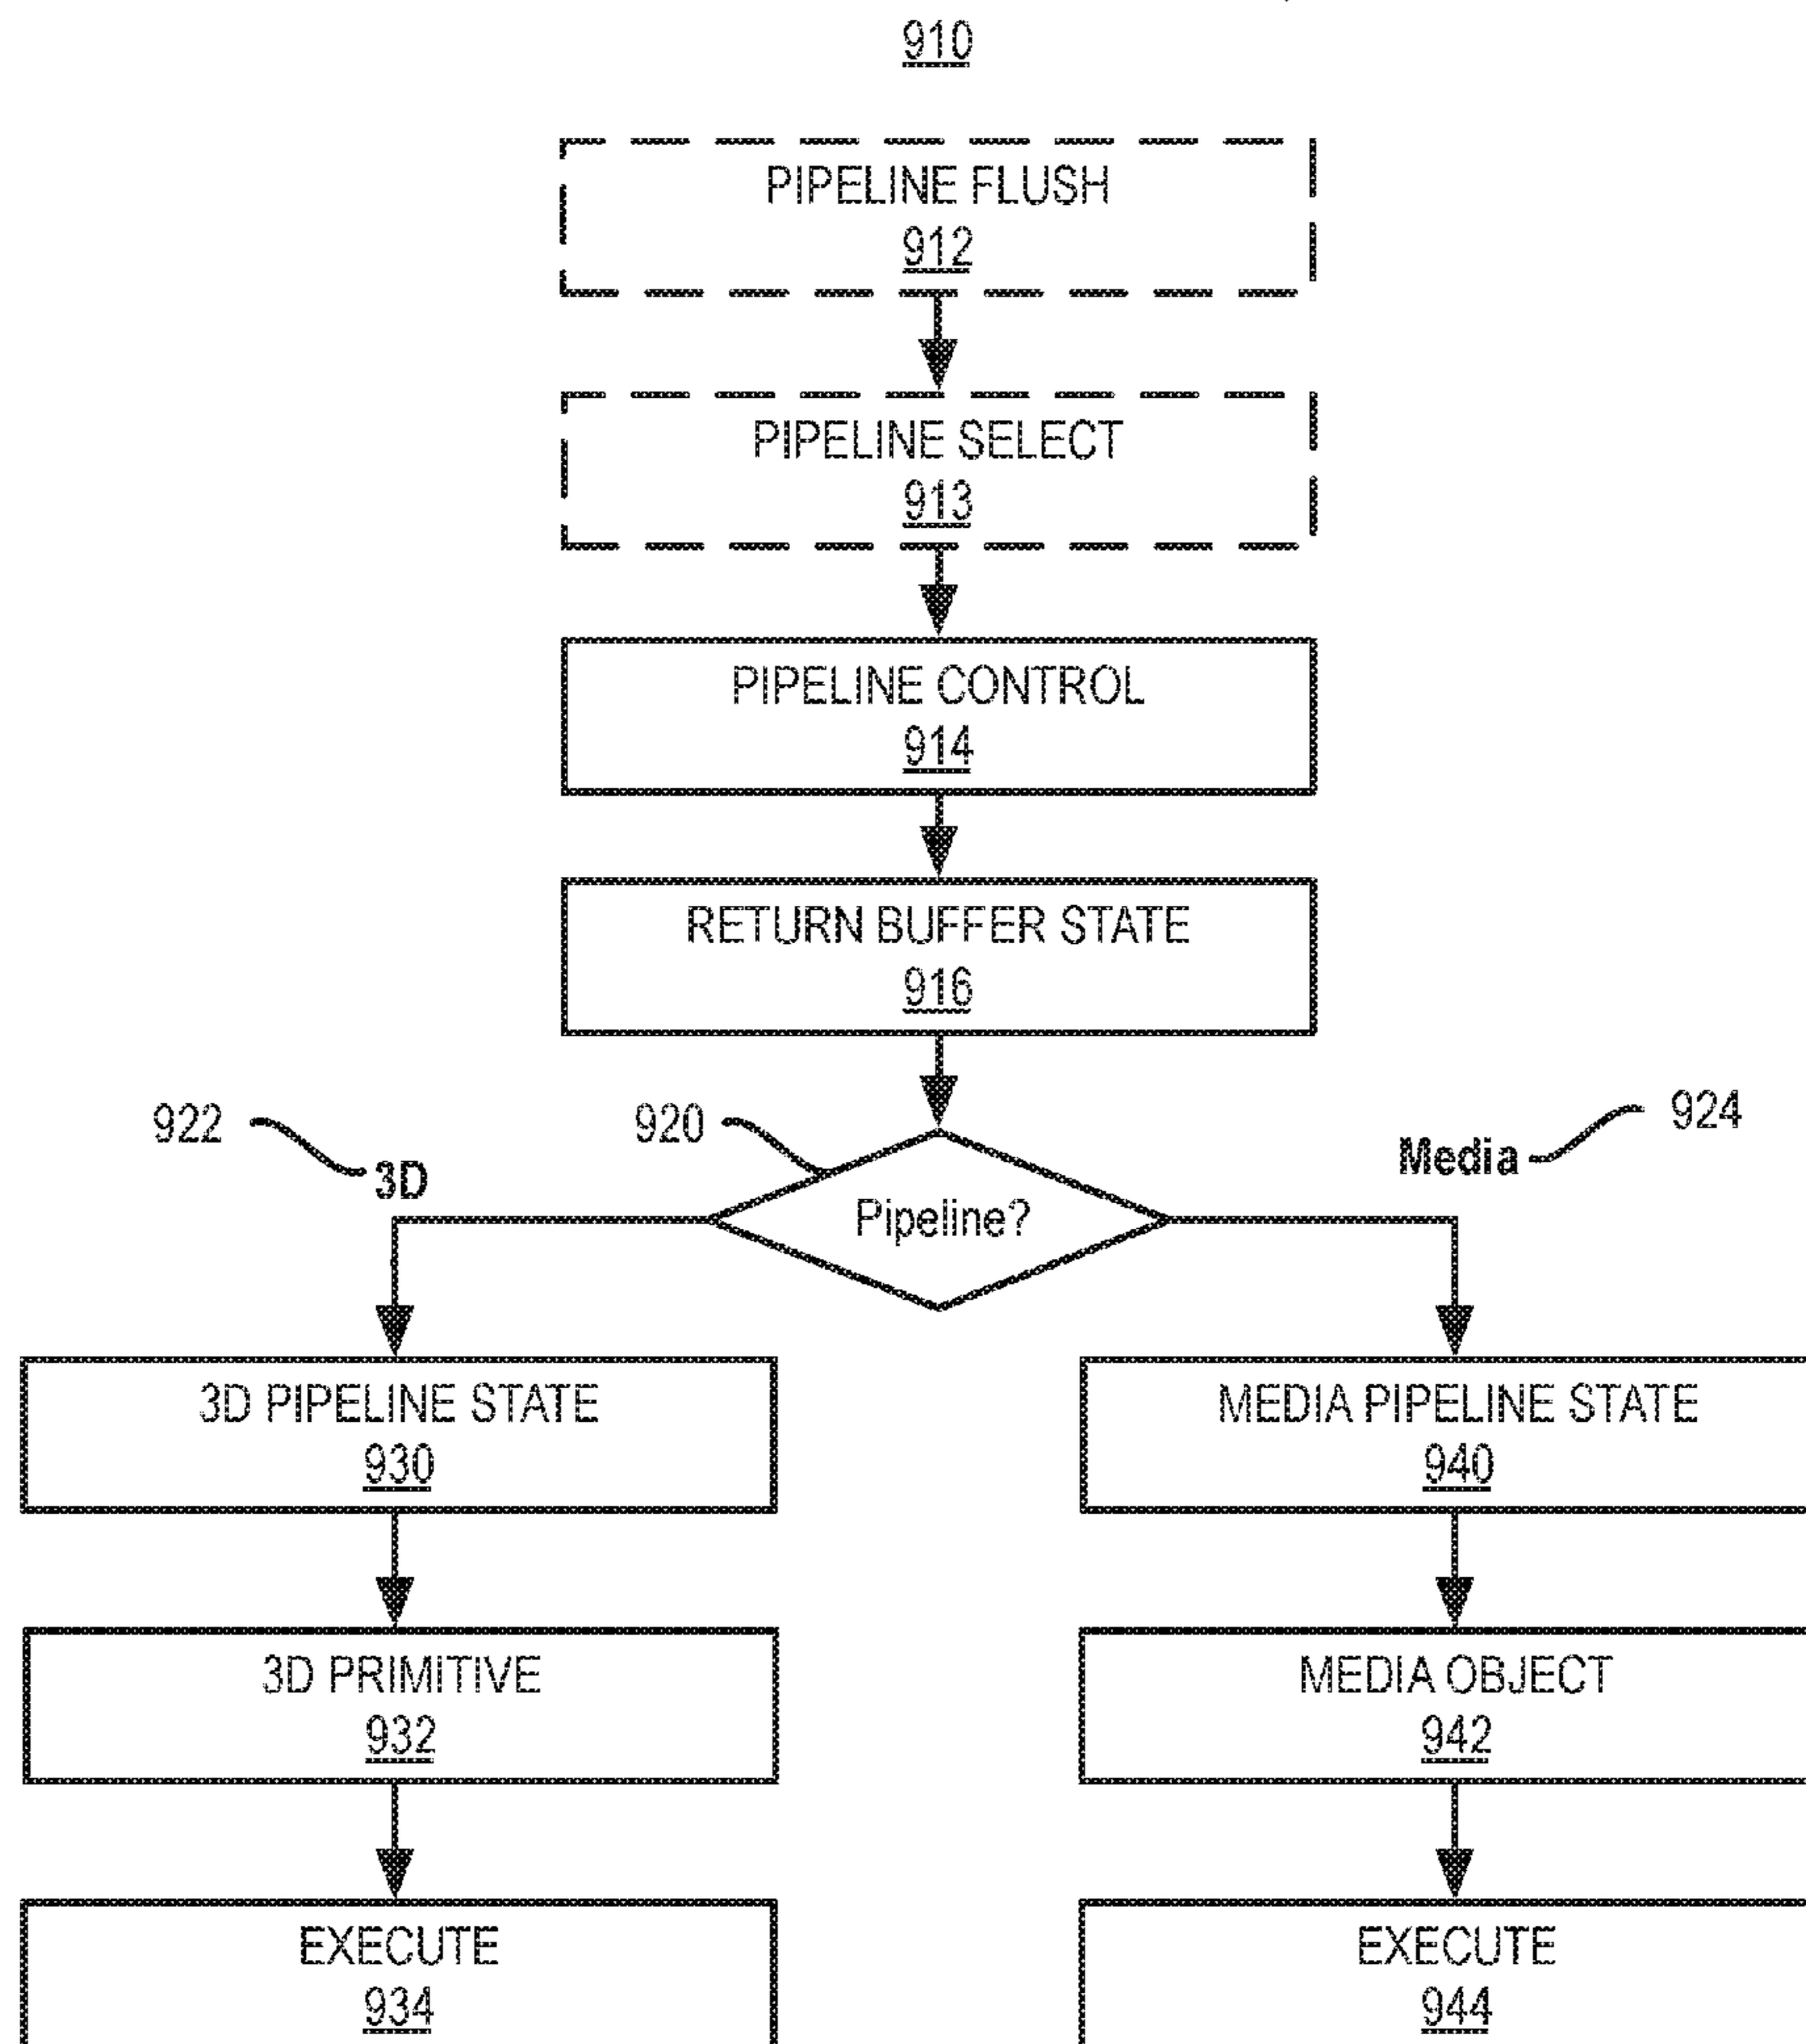 910
PIPELINE FLUSH
912
PIPELINE SELECT
913
PIPELINE CONTROL
914
RETURN BUFFER STATE
916
922
920
924
3D
Media
Pipeline?
3D PIPELINE STATE
930
MEDIA PIPELINE STATE
940
3D PRIMITIVE
932
MEDIA OBJECT
942
EXECUTE
934
EXECUTE
944